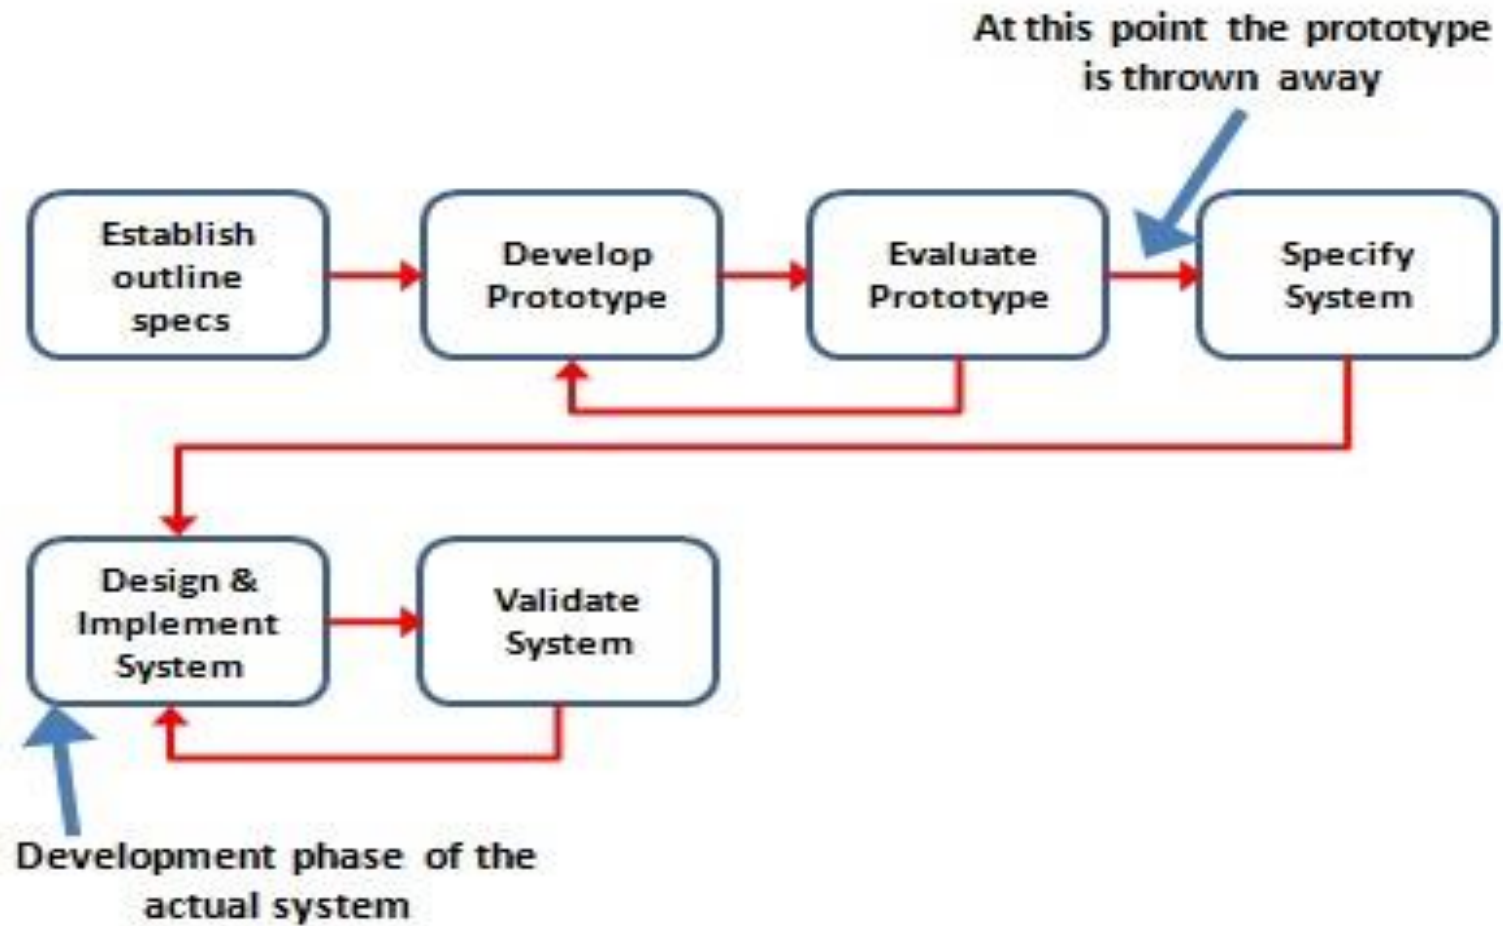 At this point the prototype
is thrown away
Establish
outline
specs
Develop
Prototype
Evaluate
Prototype
Specify
System
Design &
Implement
System
Validate
System
Development phase of the
actual system